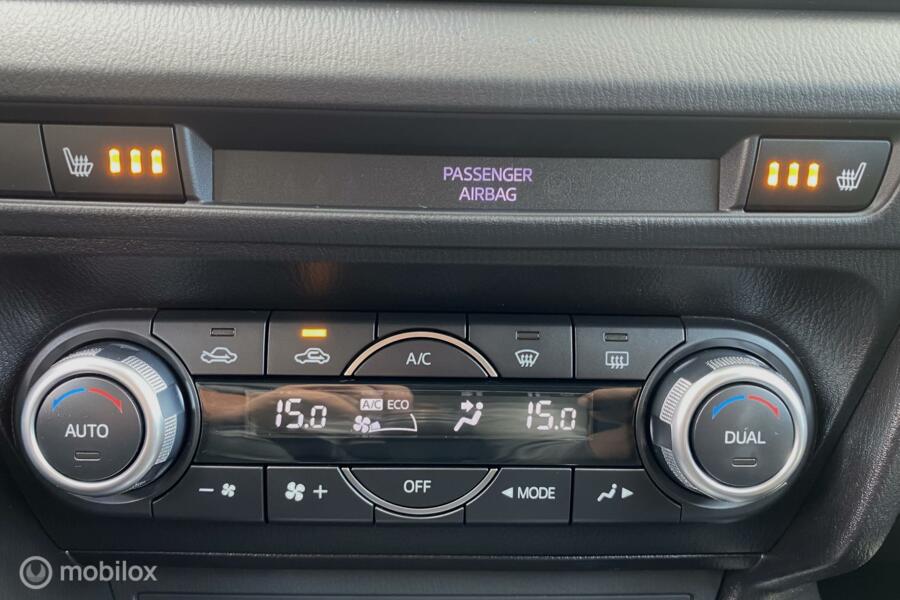 PASSENGER
AIRBAG
A/C
15.0 A/C ECO 15.0
AUTO
DUAL
- + OFF ◄ MODE ►
mobilox